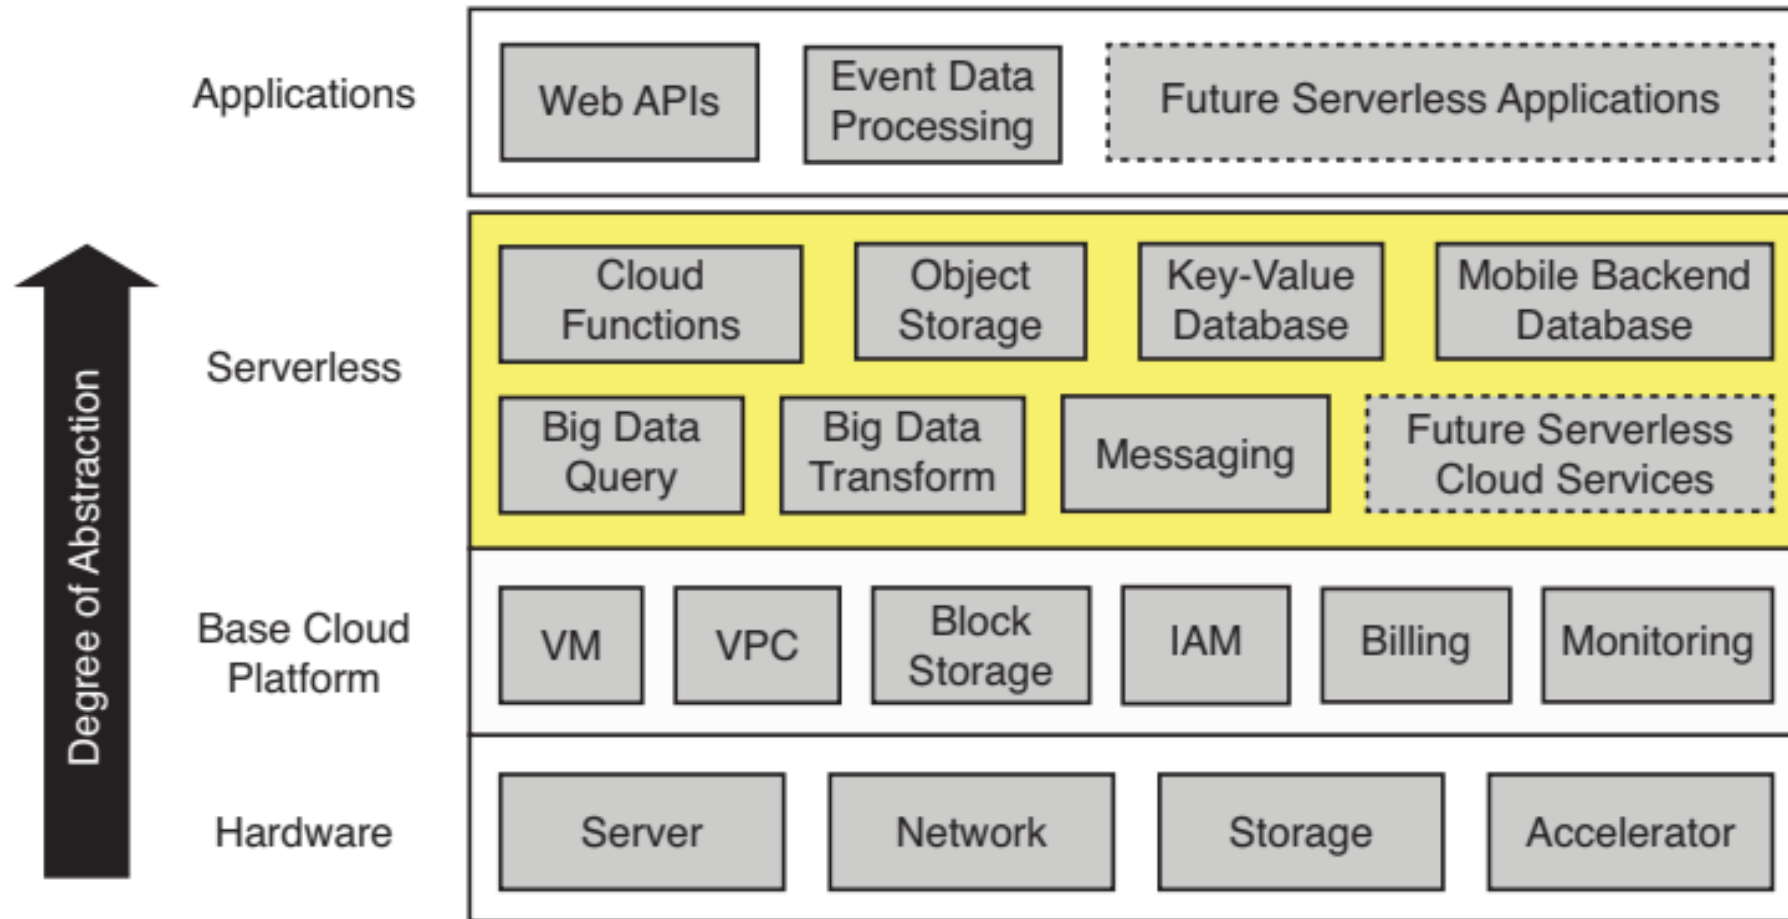 Applications
Web APIs
Event Data
Processing
Future Serverless Applications
Degree of Abstraction
Serverless
Cloud
Functions
Object
Storage
Key-Value
Database
Mobile Backend
Database
Big Data
Query
Big Data
Transform
Messaging
Future Serverless
Cloud Services
Base Cloud
Platform
VM
VPC
Block
Storage
IAM
Billing
Monitoring
Hardware
Server
Network
Storage
Accelerator